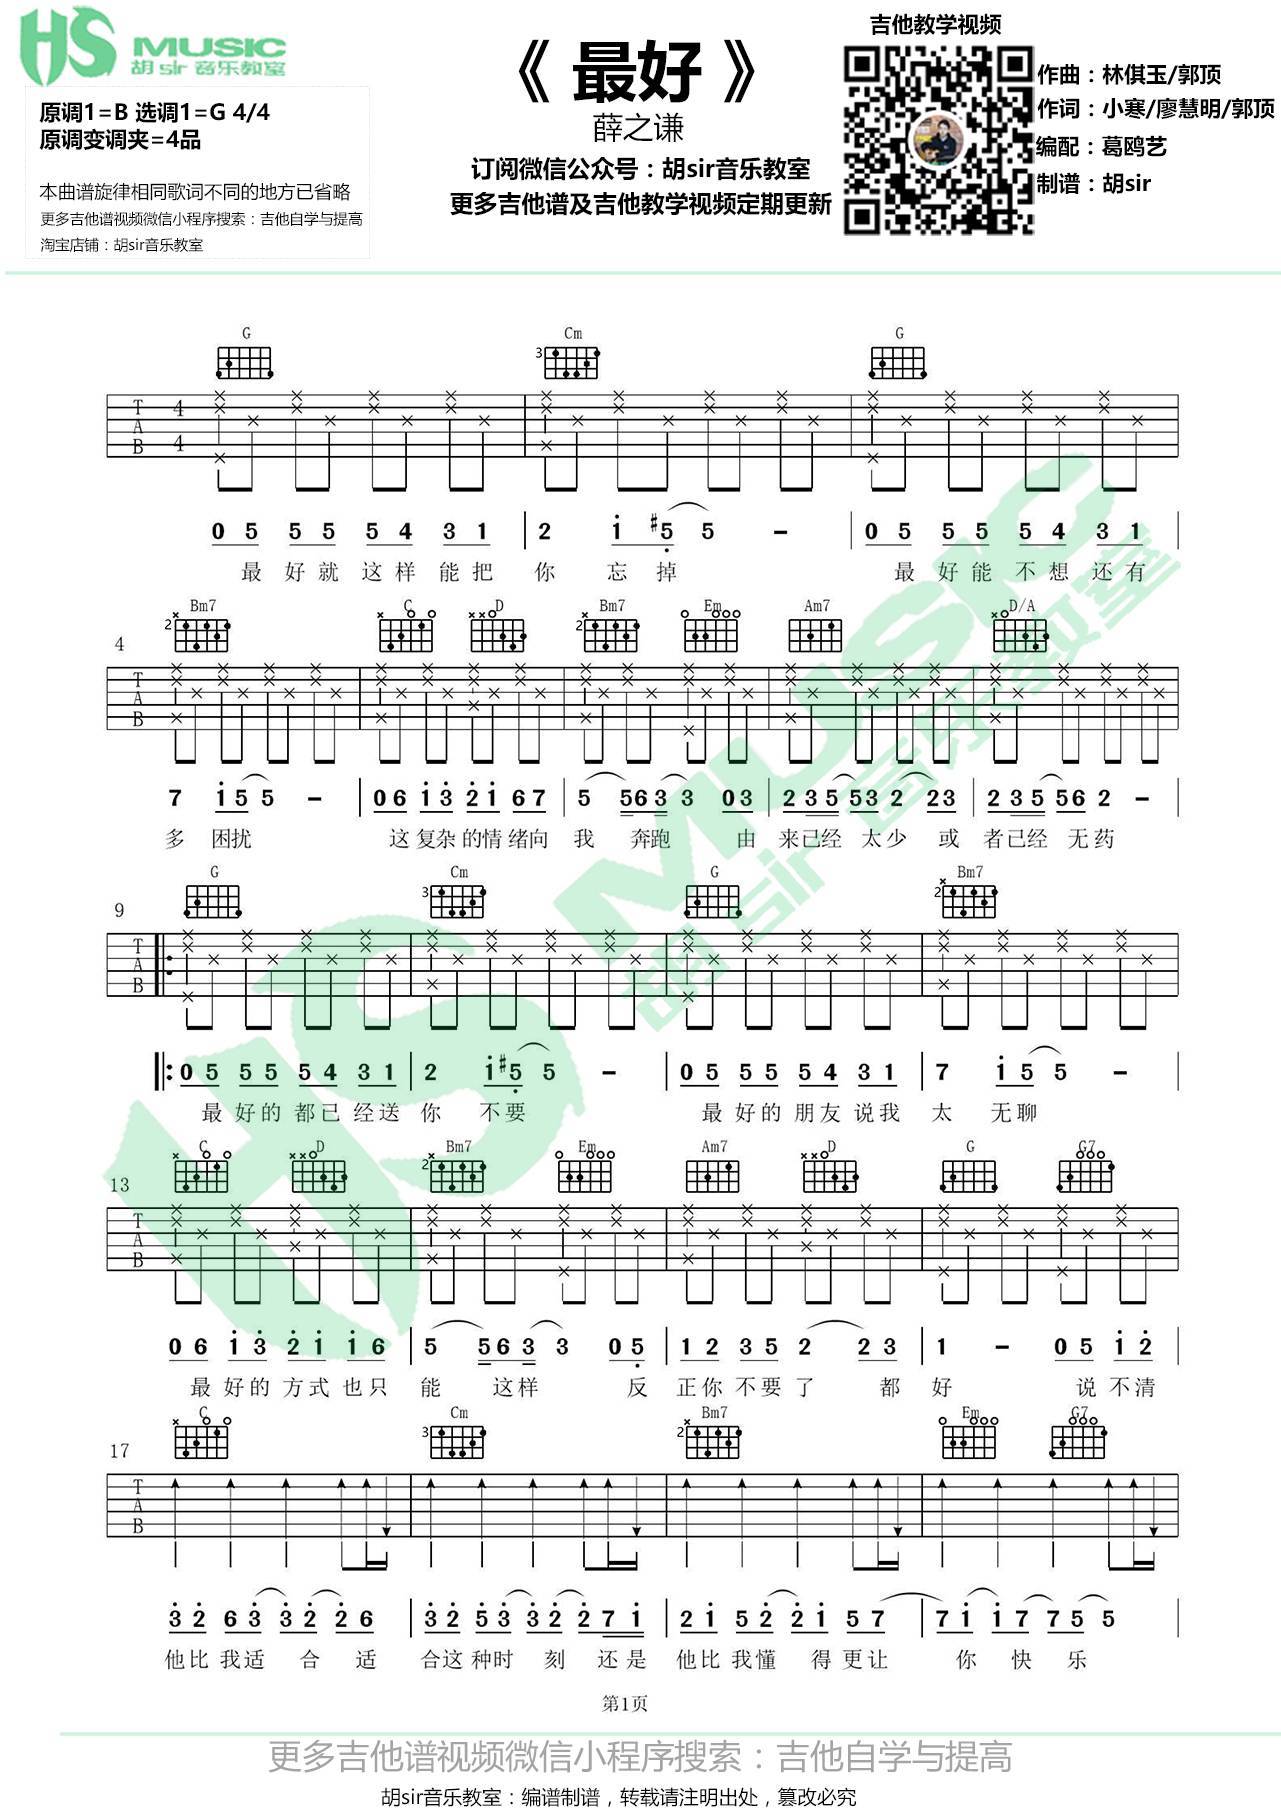 HS MUSIC
胡 sir 音乐教室
原调1=B 选调1=G 4/4
原调变调夹=4品
本曲谱旋律相同歌词不同的地方已省略
更多吉他谱视频微信小程序搜索：吉他自学与提高
淘宝店铺：胡sir音乐教室
《 最好 》
薛之谦
订阅微信公众号：胡sir音乐教室
更多吉他谱及吉他教学视频定期更新
吉他教学视频
作曲：林倛玉/郭顶
作词：小寒/廖慧明/郭顶
编配：葛鸥艺
制谱：胡sir
G Cm G
3
T A B 4 4
0 5 5 5 5 4 3 1 2 i #5 5 - 0 5 5 5 5 4 3 1
最 好 就 这 样 能 把 你 忘 掉 最 好 能 不 想 还 有
Bm7 C D Bm7 Em Am7 D/A
2 2
4
T A B
7 i 5 5 - 0 6 i 3 2 i 6 7 5 5 6 3 3 0 3 2 3 5 5 3 2 2 3 2 3 5 5 6 2 -
多 困扰 这 复杂 的情 绪向 我 奔跑 由 来已经 太少 或 者已经 无药
G Cm G Bm7
3 2
9
T A B
0 5 5 5 5 4 3 1 2 i #5 5 - 0 5 5 5 5 4 3 1 7 i 5 5 -
最 好 的 都 已 经 送 你 不 要 最 好 的 朋 友 说 我 太 无 聊
C D Bm7 Em Am7 D G G7
2
13
T A B
0 6 i 3 2 i i 6 5 5 6 3 3 0 5 1 2 3 5 2 2 3 1 - 0 5 i 2
最 好 的 方 式 也 只 能 这 样 反 正 你 不 要 了 都 好 说 不 清
C Cm Bm7 Em G7
3 2
17
T A B
3 2 6 3 3 2 2 6 3 2 5 3 3 2 2 7 i 2 i 5 2 2 i 5 7 7 i i 7 7 5 5
他比 我适 合 适 合这 种时 刻 还 是 他比 我懂 得 更 让 你 快 乐
第1页
更多吉他谱视频微信小程序搜索：吉他自学与提高
胡sir音乐教室：编谱制谱，转载请注明出处，篡改必究
HS MUSIC
胡 sir 音乐教室